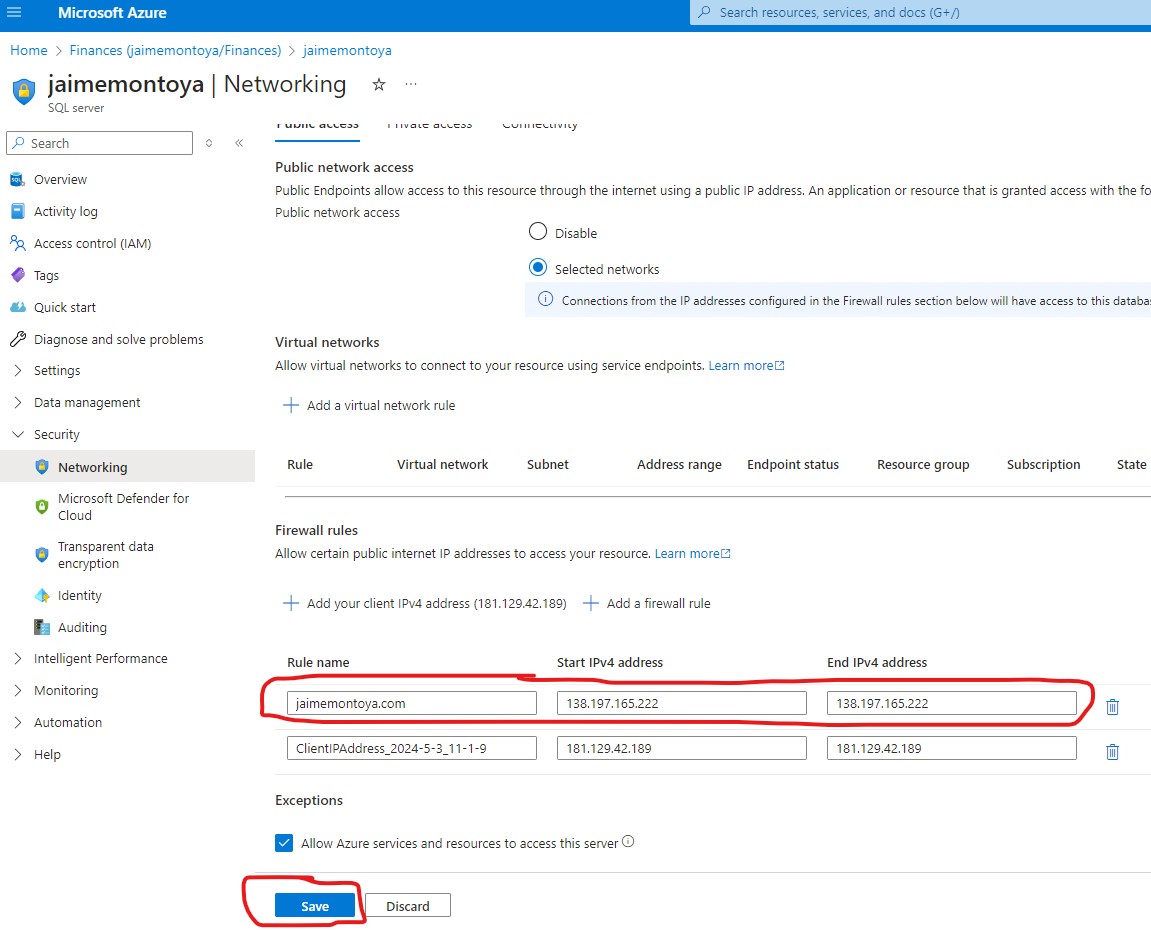 Microsoft Azure
Search resources, services, and docs (G+/)
Home > Finances (jaimemontoya/Finances) > jaimemontoya
jaimemontoya | Networking
SQL server
Search
Overview
Activity log
Access control (IAM)
Tags
Quick start
Diagnose and solve problems
Settings
Data management
Security
Networking
Microsoft Defender for
Cloud
Transparent data
encryption
Identity
Auditing
Intelligent Performance
Monitoring
Automation
Help
Public access Private access Connectivity
Public network access
Public Endpoints allow access to this resource through the internet using a public IP address. An application or resource that is granted access with the fo
Public network access
Disable
Selected networks
Connections from the IP addresses configured in the Firewall rules section below will have access to this databa
Virtual networks
Allow virtual networks to connect to your resource using service endpoints. Learn more
+ Add a virtual network rule
Rule Virtual network Subnet Address range Endpoint status Resource group Subscription State
Firewall rules
Allow certain public internet IP addresses to access your resource. Learn more
+ Add your client IPv4 address (181.129.42.189) + Add a firewall rule
Rule name Start IPv4 address End IPv4 address
jaimemontoya.com 138.197.165.222 138.197.165.222
ClientIPAddress_2024-5-3_11-1-9 181.129.42.189 181.129.42.189
Exceptions
Allow Azure services and resources to access this server
Save Discard